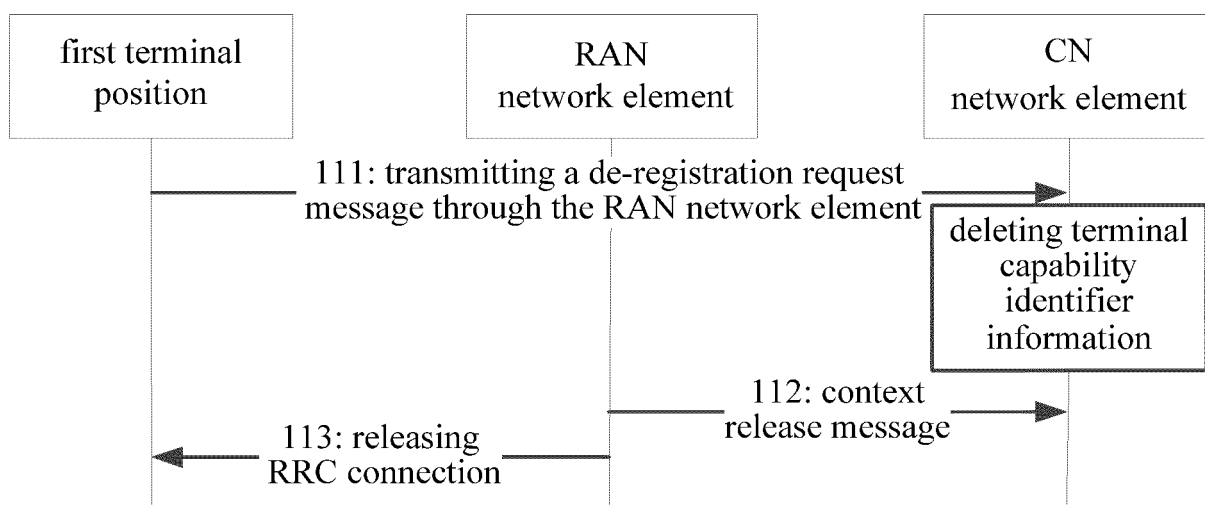 first terminal
position
RAN
network element
CN
network element
111: transmitting a de-registration request
message through the RAN network element
deleting terminal
capability
identifier
information
112: context
release message
113: releasing
RRC connection